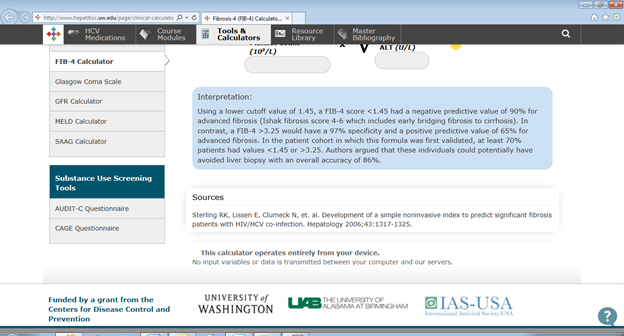 http://www.hepatitisc.uw.edu/page/clinical-calculato...
Fibrosis-4 (FIB-4) Calculato...
HCV
Medications
Course
Modules
Tools &
Calculators
Resource
Library
Master
Bibliography
(10⁹/L)
ALT (U/L)
FIB-4 Calculator
Glasgow Coma Scale
GFR Calculator
MELD Calculator
SAAG Calculator
Substance Use Screening
Tools
AUDIT-C Questionnaire
CAGE Questionnaire
Interpretation:
Using a lower cutoff value of 1.45, a FIB-4 score <1.45 had a negative predictive value of 90% for
advanced fibrosis (Ishak fibrosis score 4-6 which includes early bridging fibrosis to cirrhosis). In
contrast, a FIB-4 >3.25 would have a 97% specificity and a positive predictive value of 65% for
advanced fibrosis. In the patient cohort in which this formula was first validated, at least 70%
patients had values <1.45 or >3.25. Authors argued that these individuals could potentially have
avoided liver biopsy with an overall accuracy of 86%.
Sources
Sterling RK, Lissen E, Clumeck N, et. al. Development of a simple noninvasive index to predict significant fibrosis
patients with HIV/HCV co-infection. Hepatology 2006;43:1317-1325.
This calculator operates entirely from your device.
No input variables or data is transmitted between your computer and our servers.
Funded by a grant from the
Centers for Disease Control and
Prevention
UNIVERSITY of
WASHINGTON
UAB THE UNIVERSITY OF
ALABAMA AT BIRMINGHAM
IAS-USA
International Antiviral Society-USA
?